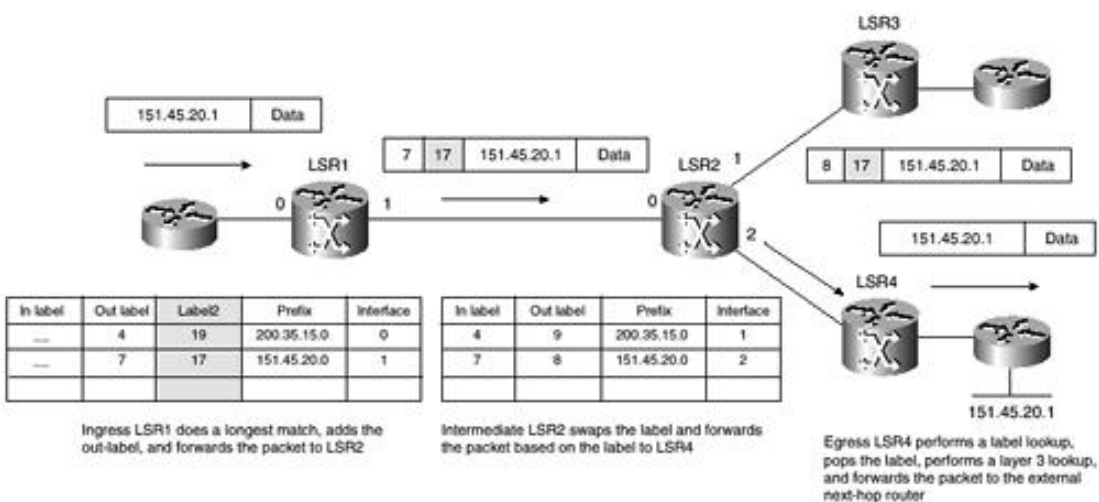 LSR3
151.45.20.1 Data
7 17 151.45.20.1 Data
LSR1
LSR2
1
8 17 151.45.20.1 Data
0
1
0
2
151.45.20.1 Data
LSR4
In label Out label Label2 Prefix Interface
— 4 19 200.35.15.0 0
— 7 17 151.45.20.0 1
In label Out label Prefix Interface
4 9 200.35.15.0 1
7 8 151.45.20.0 2
151.45.20.1
Ingress LSR1 does a longest match, adds the
out-label, and forwards the packet to LSR2
Intermediate LSR2 swaps the label and forwards
the packet based on the label to LSR4
Egress LSR4 performs a label lookup,
pops the label, performs a layer 3 lookup,
and forwards the packet to the external
next-hop router